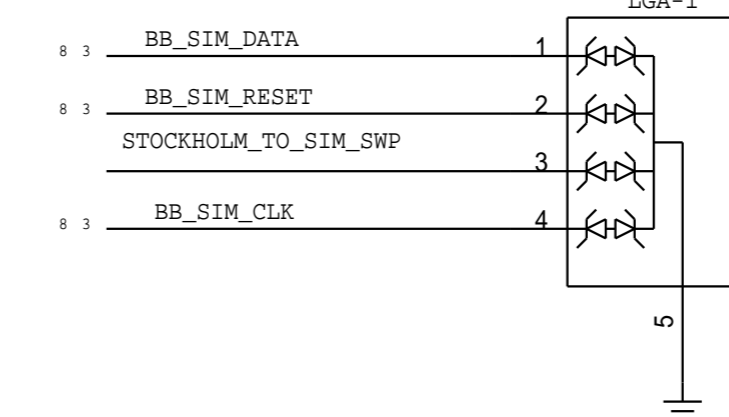 LGA-1
8 3 BB_SIM_DATA 1
8 3 BB_SIM_RESET 2
STOCKHOLM_TO_SIM_SWP 3
8 3 BB_SIM_CLK 4
5